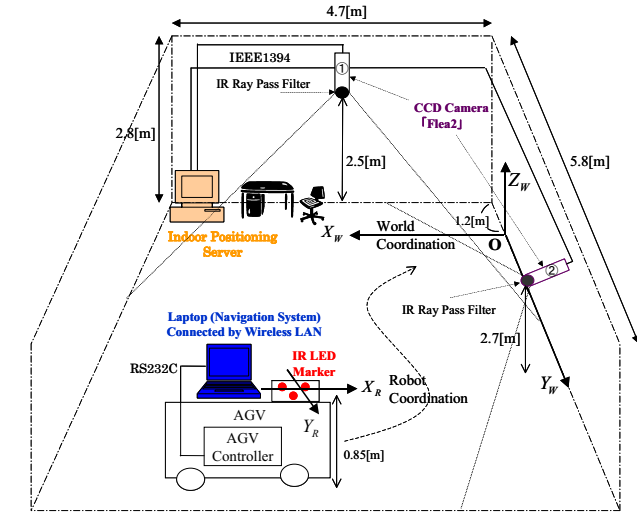 4.7[m]
IEEE1394
①
IR Ray Pass Filter
CCD Camera
「Flea2」
2.8[m]
2.5[m]
5.8[m]
Z_W
1.2[m]
X_W
World
Coordination
O
Indoor Positioning
Server
②
IR Ray Pass Filter
Laptop (Navigation System)
Connected by Wireless LAN
2.7[m]
IR LED
Marker
RS232C
X_R
Robot
Coordination
Y_W
AGV
Y_R
AGV
Controller
0.85[m]